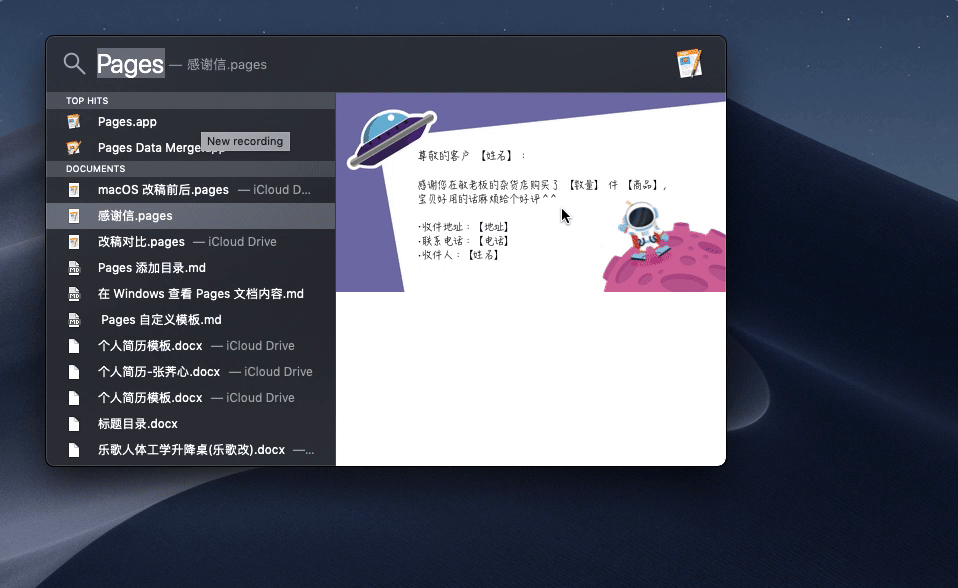 Pages — 感谢信.pages
TOP HITS
Pages.app
Pages Data Merge.app
New recording
DOCUMENTS
macOS 改稿前后.pages — iCloud D...
感谢信.pages
改稿对比.pages — iCloud Drive
Pages 添加目录.md
在 Windows 查看 Pages 文档内容.md
Pages 自定义模板.md
个人简历模板.docx — iCloud Drive
个人简历-张荠心.docx — iCloud Drive
个人简历模板.docx — iCloud Drive
标题目录.docx
乐歌人体工学升降桌(乐歌改).docx —...
尊敬的客户 【姓名】 :
感谢您在敏老板的杂货店购买了 【数量】 件 【商品】,
宝贝好用的话麻烦给个好评^^
·收件地址: 【地址】
·联系电话: 【电话】
·收件人: 【姓名】